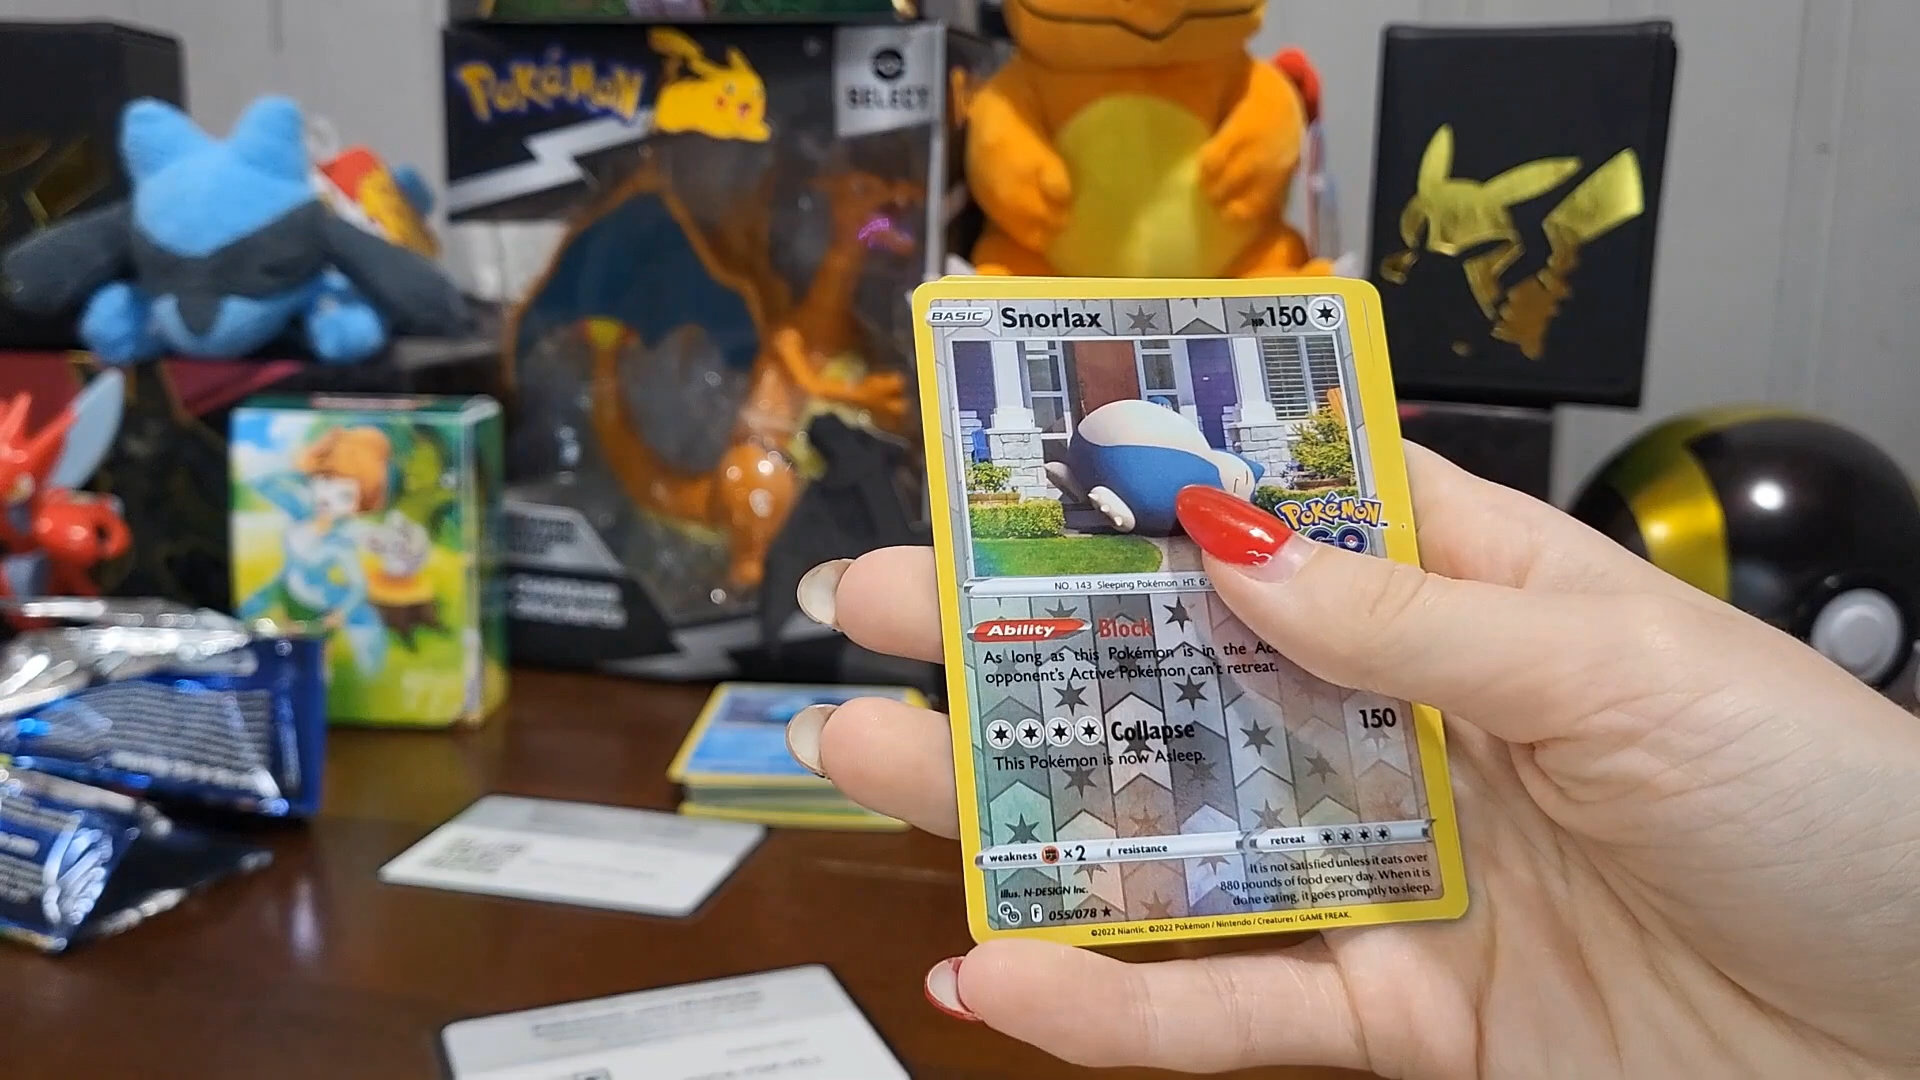 Pokémon
SELECT
BASIC Snorlax HP 150
Pokémon
GO
NO. 143 Sleeping Pokémon HT: 6'
Ability Block
As long as this Pokémon is in the
opponent's Active Pokémon can't retreat.
Collapse 150
This Pokémon is now Asleep.
weakness ×2 resistance retreat
It is not satisfied unless it eats over
880 pounds of food every day. When it is
done eating, it goes promptly to sleep.
Illus. N-DESIGN Inc.
F 055/078 ★
©2022 Niantic. ©2022 Pokémon / Nintendo / Creatures / GAME FREAK.